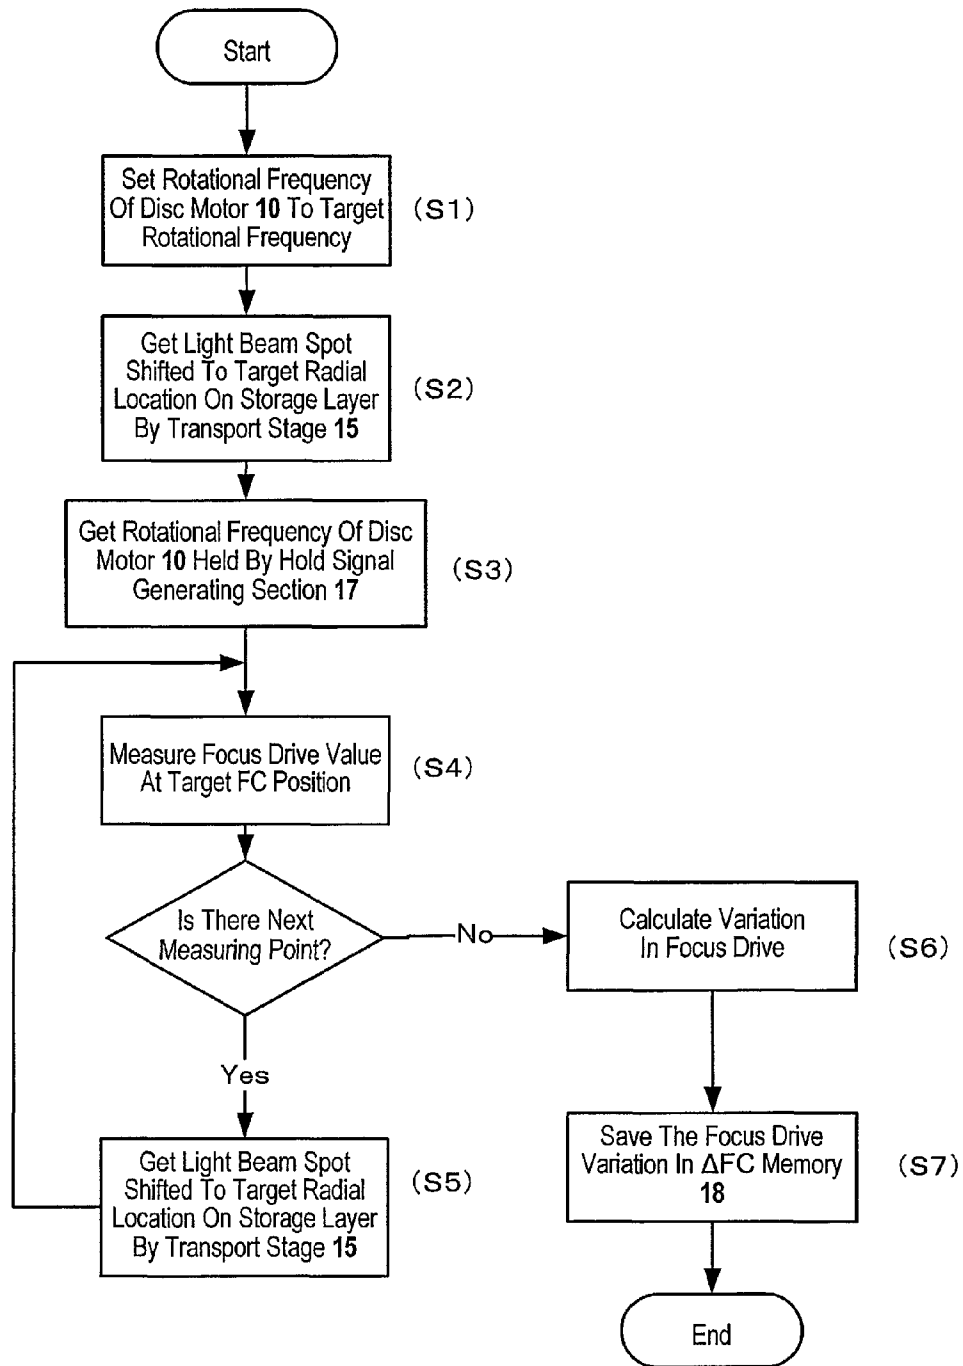 Start
Set Rotational Frequency
Of Disc Motor 10 To Target
Rotational Frequency
(S1)
Get Light Beam Spot
Shifted To Target Radial
Location On Storage Layer
By Transport Stage 15
(S2)
Get Rotational Frequency Of Disc
Motor 10 Held By Hold Signal
Generating Section 17
(S3)
Measure Focus Drive Value
At Target FC Position
(S4)
Is There Next
Measuring Point?
No
Yes
Get Light Beam Spot
Shifted To Target Radial
Location On Storage Layer
By Transport Stage 15
(S5)
Calculate Variation
In Focus Drive
(S6)
Save The Focus Drive
Variation In ΔFC Memory
18
(S7)
End